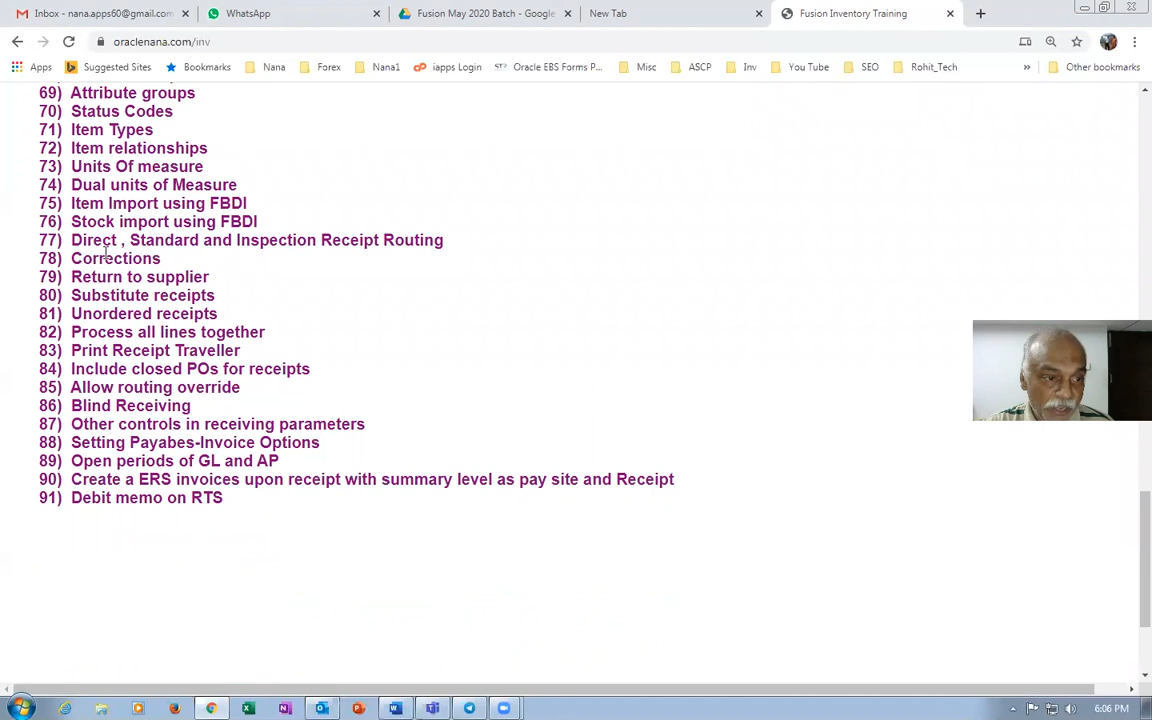 Inbox - nana.apps60@gmail.com
WhatsApp
Fusion May 2020 Batch - Google
New Tab
Fusion Inventory Training
oraclenana.com/inv
Apps
Suggested Sites
Bookmarks
Nana
Forex
Nana1
iapps Login
Oracle EBS Forms P...
Misc
ASCP
Inv
You Tube
SEO
Rohit_Tech
»
Other bookmarks
69) Attribute groups
70) Status Codes
71) Item Types
72) Item relationships
73) Units Of measure
74) Dual units of Measure
75) Item Import using FBDI
76) Stock import using FBDI
77) Direct , Standard and Inspection Receipt Routing
78) Corrections
79) Return to supplier
80) Substitute receipts
81) Unordered receipts
82) Process all lines together
83) Print Receipt Traveller
84) Include closed POs for receipts
85) Allow routing override
86) Blind Receiving
87) Other controls in receiving parameters
88) Setting Payabes-Invoice Options
89) Open periods of GL and AP
90) Create a ERS invoices upon receipt with summary level as pay site and Receipt
91) Debit memo on RTS
6:06 PM